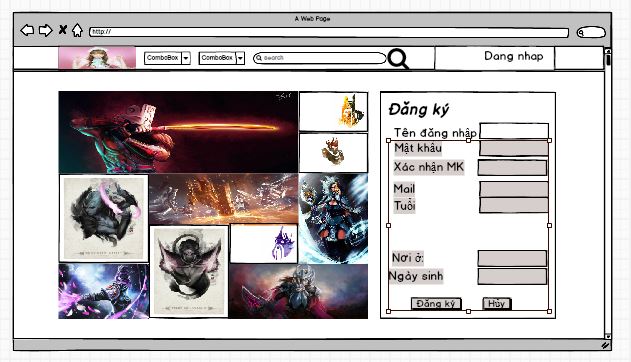 A Web Page
http://
ComboBox
ComboBox
search
Dang nhap
Đăng ký
Tên đăng nhập
Mật khẩu
Xác nhận MK
Mail
Tuổi
Nơi ở:
Ngày sinh
Đăng ký
Hủy